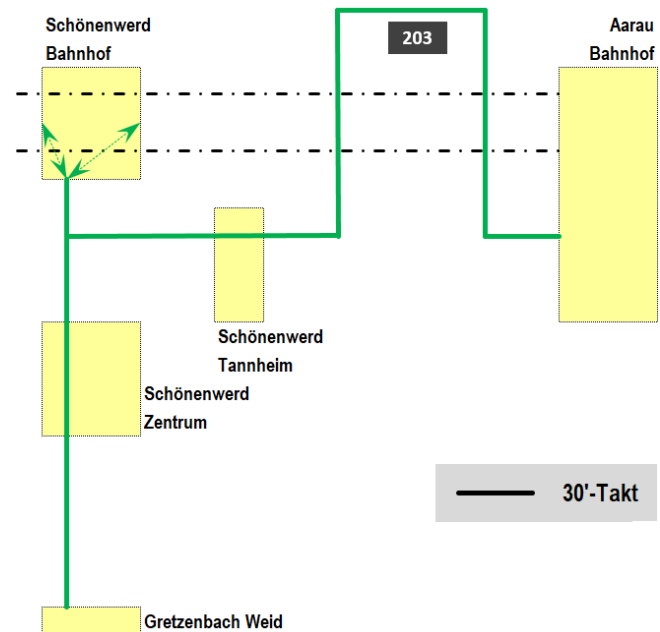 Schönenwerd
Bahnhof
203
Aarau
Bahnhof
Schönenwerd
Tannheim
Schönenwerd
Zentrum
30'-Takt
Gretzenbach Weid